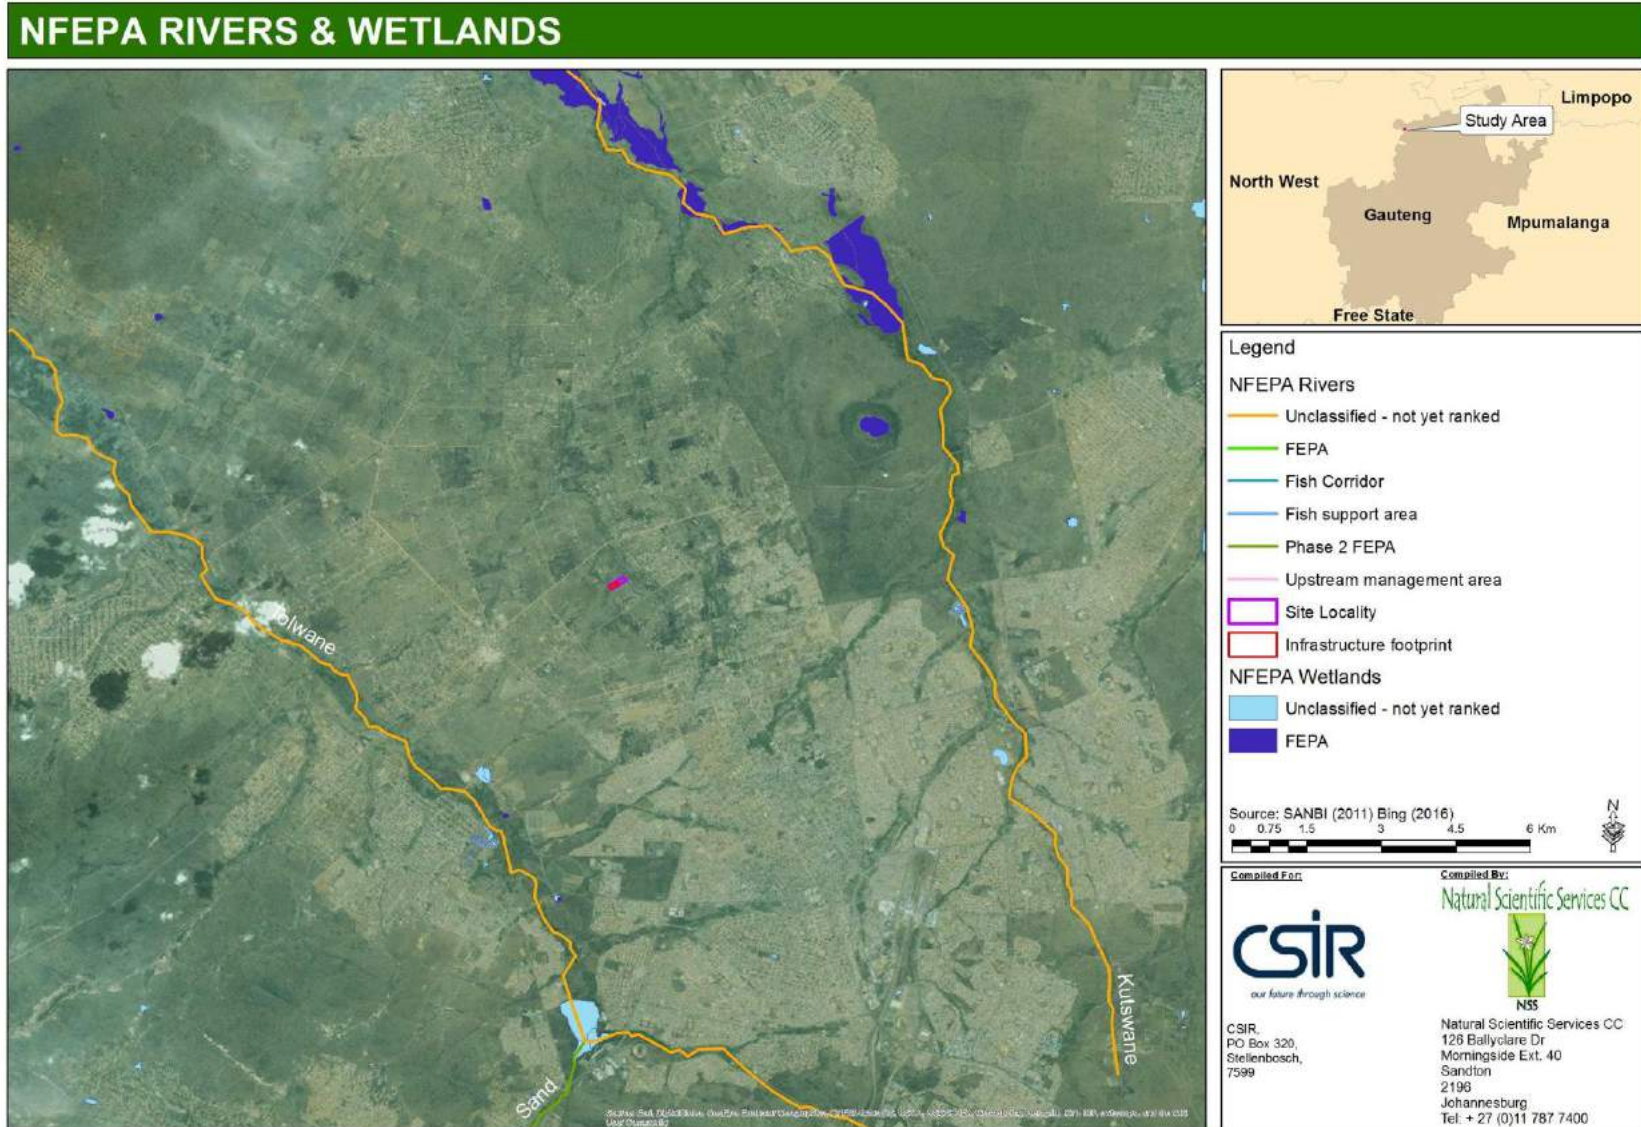 NFEPA RIVERS & WETLANDS
Tolwane
Kutswane
Sand
Limpopo
Study Area
North West
Gauteng
Mpumalanga
Free State
Legend
NFEPA Rivers
Unclassified - not yet ranked
FEPA
Fish Corridor
Fish support area
Phase 2 FEPA
Upstream management area
Site Locality
Infrastructure footprint
NFEPA Wetlands
Unclassified - not yet ranked
FEPA
Source: SANBI (2011) Bing (2016)
0 0.75 1.5 3 4.5 6 Km
N
Compiled For:
CSIR
our future through science
CSIR,
PO Box 320,
Stellenbosch,
7599
Compiled By:
Natural Scientific Services CC
NSS
Natural Scientific Services CC
126 Ballyclare Dr
Morningside Ext. 40
Sandton
2196
Johannesburg
Tel: + 27 (0)11 787 7400